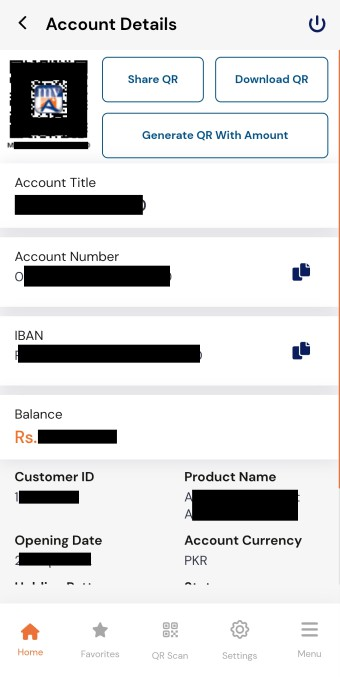 Account Details
Share QR
Download QR
Generate QR With Amount
Account Title
Account Number
IBAN
Balance
Rs.
Customer ID
Product Name
Opening Date
Account Currency
PKR
Home
Favorites
QR Scan
Settings
Menu